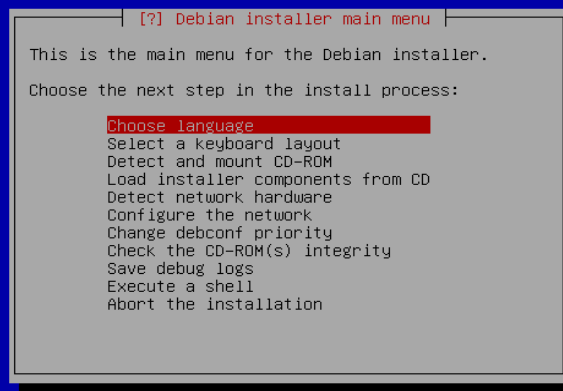 [?] Debian installer main menu
This is the main menu for the Debian installer.
Choose the next step in the install process:
Choose language
Select a keyboard layout
Detect and mount CD-ROM
Load installer components from CD
Detect network hardware
Configure the network
Change debconf priority
Check the CD-ROM(s) integrity
Save debug logs
Execute a shell
Abort the installation